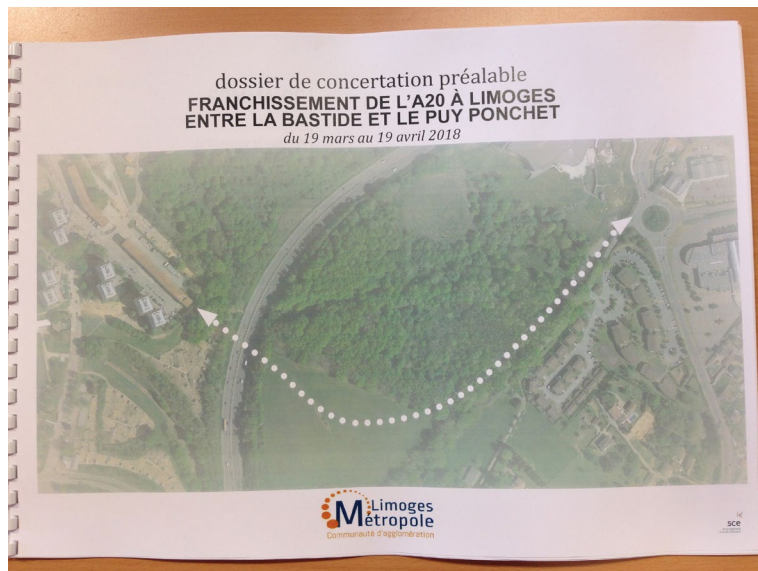 dossier de concertation préalable
FRANCHISSEMENT DE L'A20 À LIMOGES
ENTRE LA BASTIDE ET LE PUY PONCHET
du 19 mars au 19 avril 2018
Limoges
Métropole
Communauté d'agglomération
sce